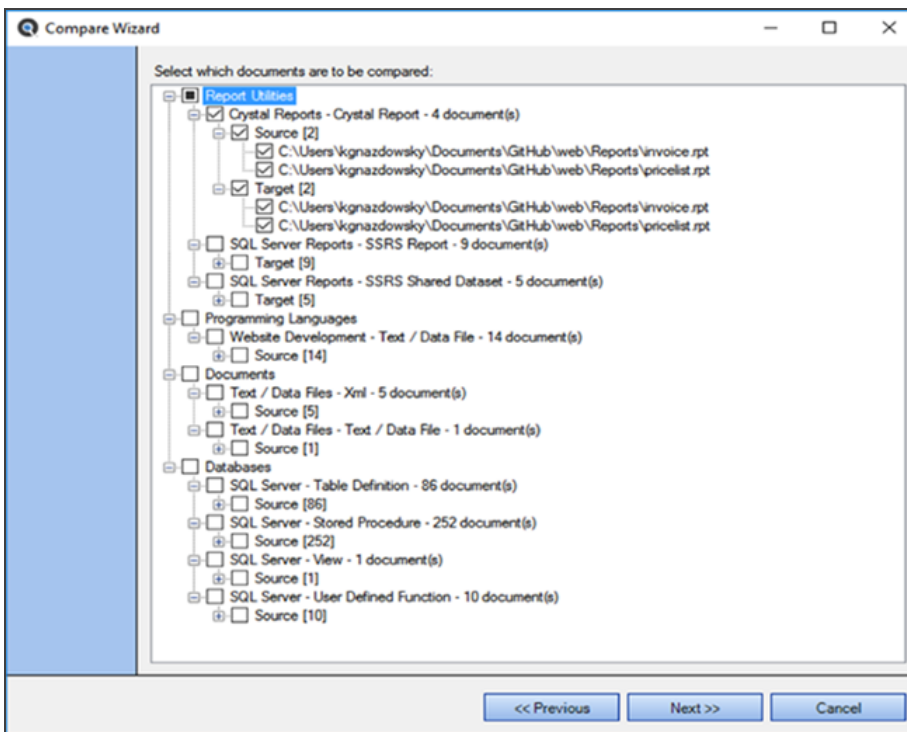 Compare Wizard
Select which documents are to be compared:
Report Utilities
Crystal Reports - Crystal Report - 4 document(s)
Source [2]
C:\Users\kgnazdowsky\Documents\GitHub\web\Reports\invoice.rpt
C:\Users\kgnazdowsky\Documents\GitHub\web\Reports\pricelist.rpt
Target [2]
C:\Users\kgnazdowsky\Documents\GitHub\web\Reports\invoice.rpt
C:\Users\kgnazdowsky\Documents\GitHub\web\Reports\pricelist.rpt
SQL Server Reports - SSRS Report - 9 document(s)
Target [9]
SQL Server Reports - SSRS Shared Dataset - 5 document(s)
Target [5]
Programming Languages
Website Development - Text / Data File - 14 document(s)
Source [14]
Documents
Text / Data Files - Xml - 5 document(s)
Source [5]
Text / Data Files - Text / Data File - 1 document(s)
Source [1]
Databases
SQL Server - Table Definition - 86 document(s)
Source [86]
SQL Server - Stored Procedure - 252 document(s)
Source [252]
SQL Server - View - 1 document(s)
Source [1]
SQL Server - User Defined Function - 10 document(s)
Source [10]
<< Previous
Next >>
Cancel